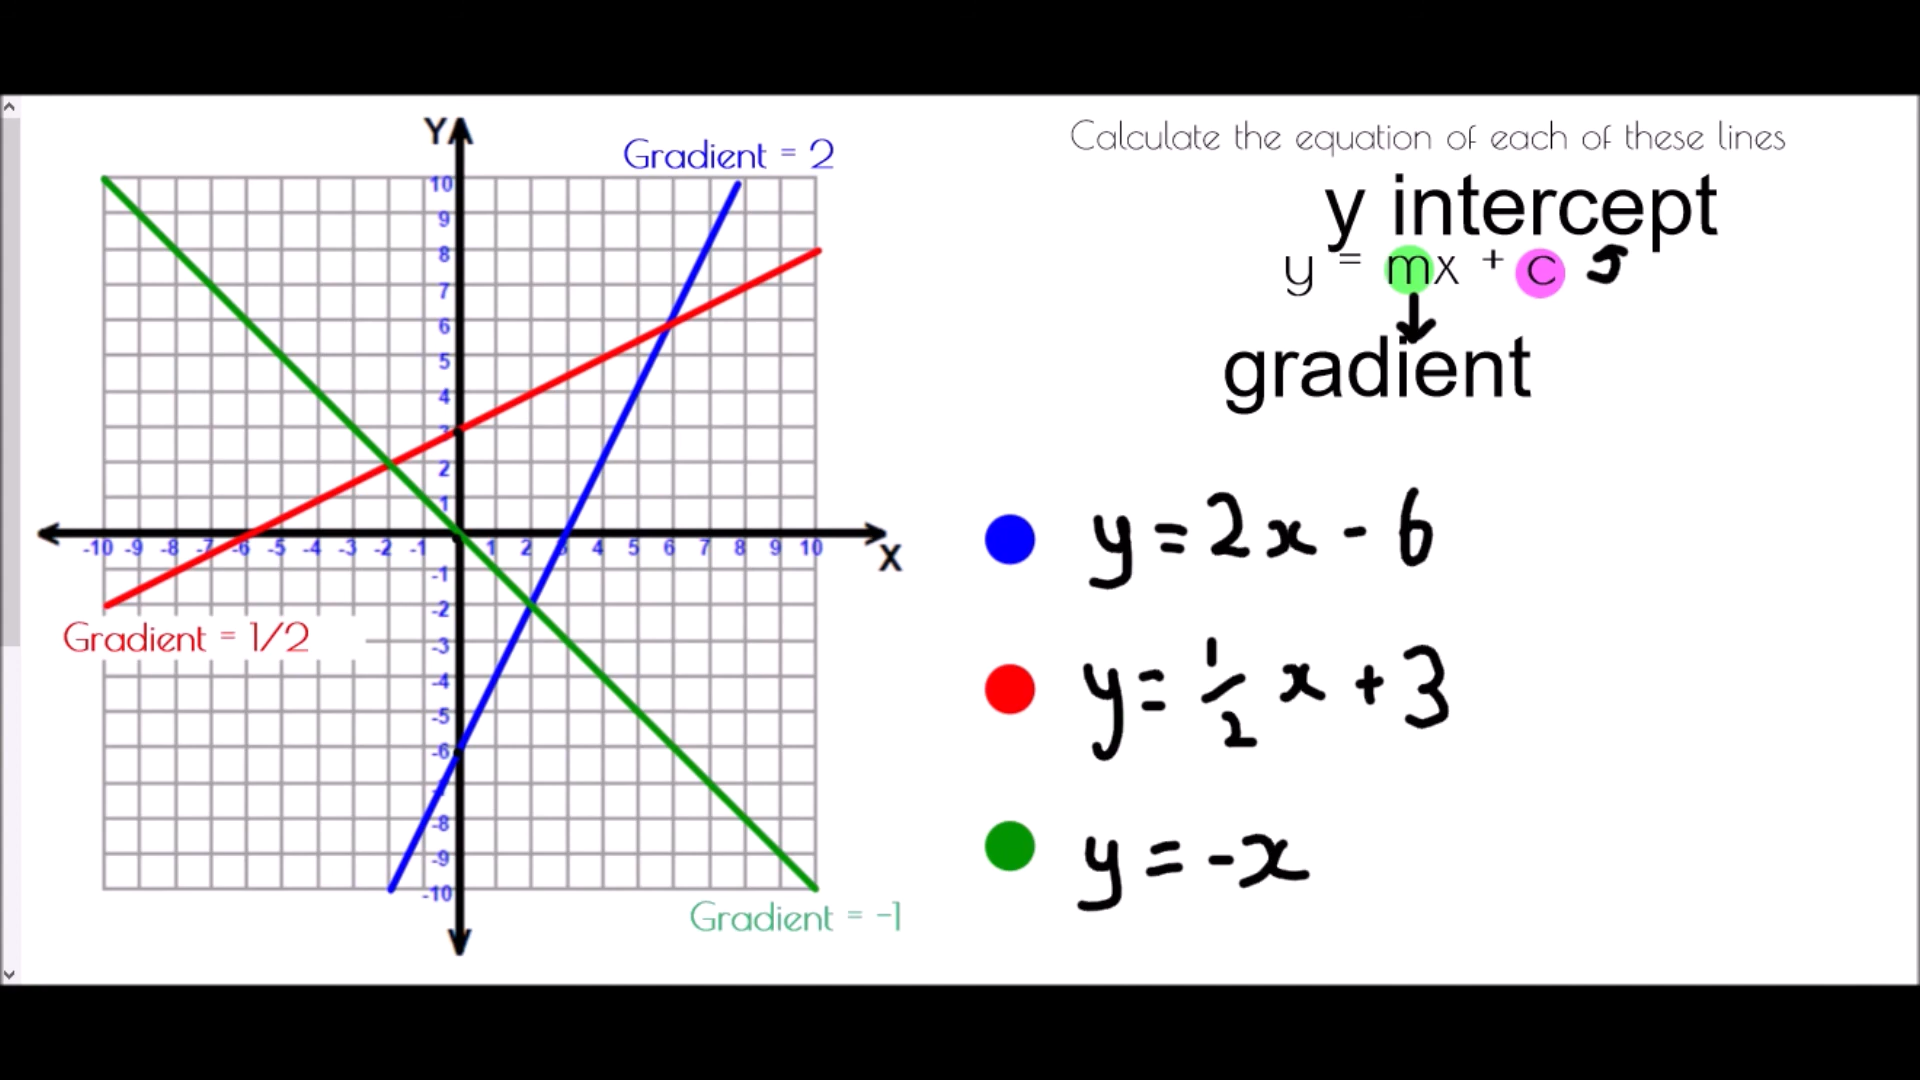 Y
Gradient = 2
10
9
8
7
6
5
4
3
2
1
-10 -9 -8 -7 -6 -5 -4 -3 -2 -1 1 2 3 4 5 6 7 8 9 10
X
-1
-2
Gradient = 1/2
-3
-4
-5
-6
-8
-9
-10
Gradient = -1
Calculate the equation of each of these lines
y intercept
y = mx + c
gradient
y = 2x - 6
y = 1/2 x + 3
y = -x